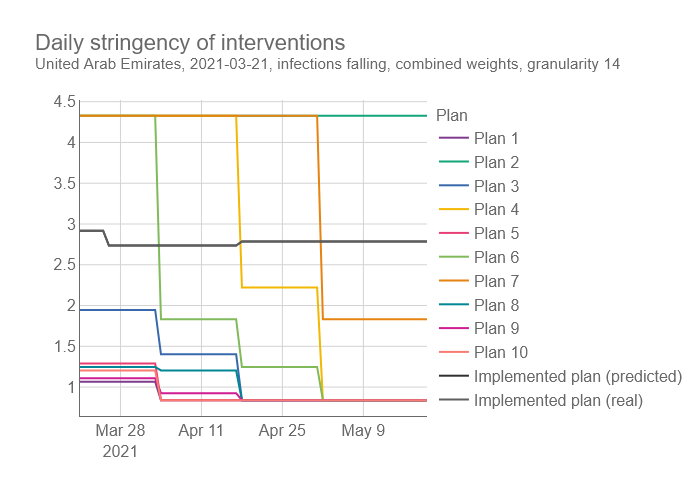 Daily stringency of interventions
United Arab Emirates, 2021-03-21, infections falling, combined weights, granularity 14
4.5
4
3.5
3
2.5
2
1.5
1
Mar 28
2021
Apr 11
Apr 25
May 9
Plan
Plan 1
Plan 2
Plan 3
Plan 4
Plan 5
Plan 6
Plan 7
Plan 8
Plan 9
Plan 10
Implemented plan (predicted)
Implemented plan (real)